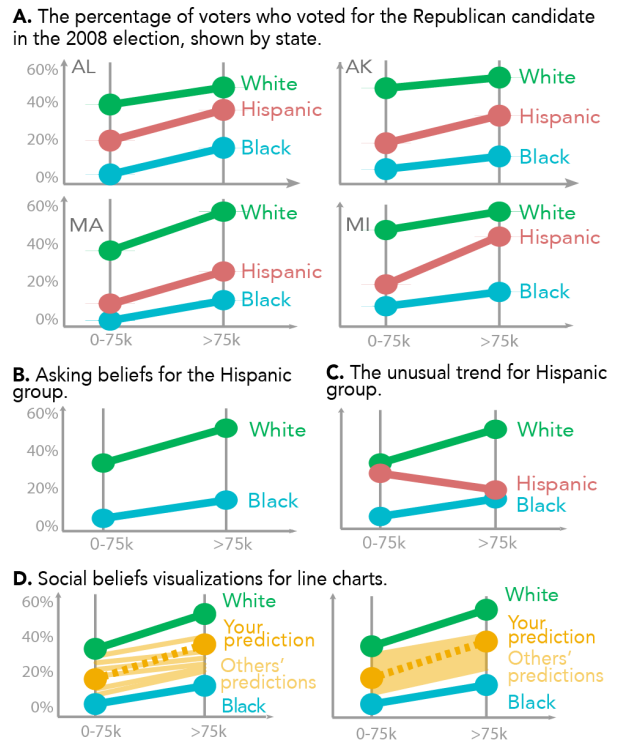 A. The percentage of voters who voted for the Republican candidate
in the 2008 election, shown by state.
60%
40%
20%
0%
AL
White
Hispanic
Black
AK
White
Hispanic
Black
60%
40%
20%
0%
MA
White
Hispanic
Black
0-75k
>75k
MI
White
Hispanic
Black
0-75k
>75k
B. Asking beliefs for the Hispanic
group.
60%
40%
20%
0%
White
Black
0-75k
>75k
C. The unusual trend for Hispanic
group.
White
Hispanic
Black
0-75k
>75k
D. Social beliefs visualizations for line charts.
60%
40%
20%
0%
White
Your
prediction
Others'
predictions
Black
0-75k
>75k
White
Your
prediction
Others'
predictions
Black
0-75k
>75k